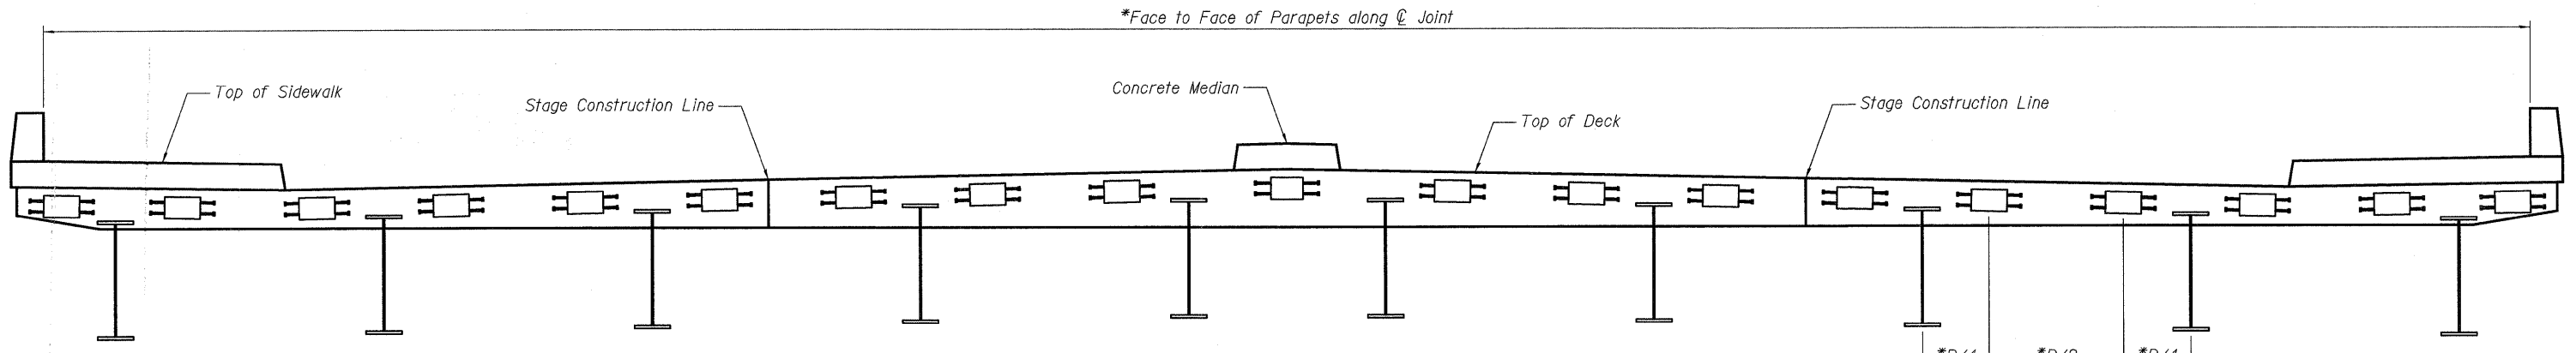 *Face to Face of Parapets along ℄ Joint
Top of Sidewalk
Stage Construction Line
Concrete Median
Top of Deck
Stage Construction Line